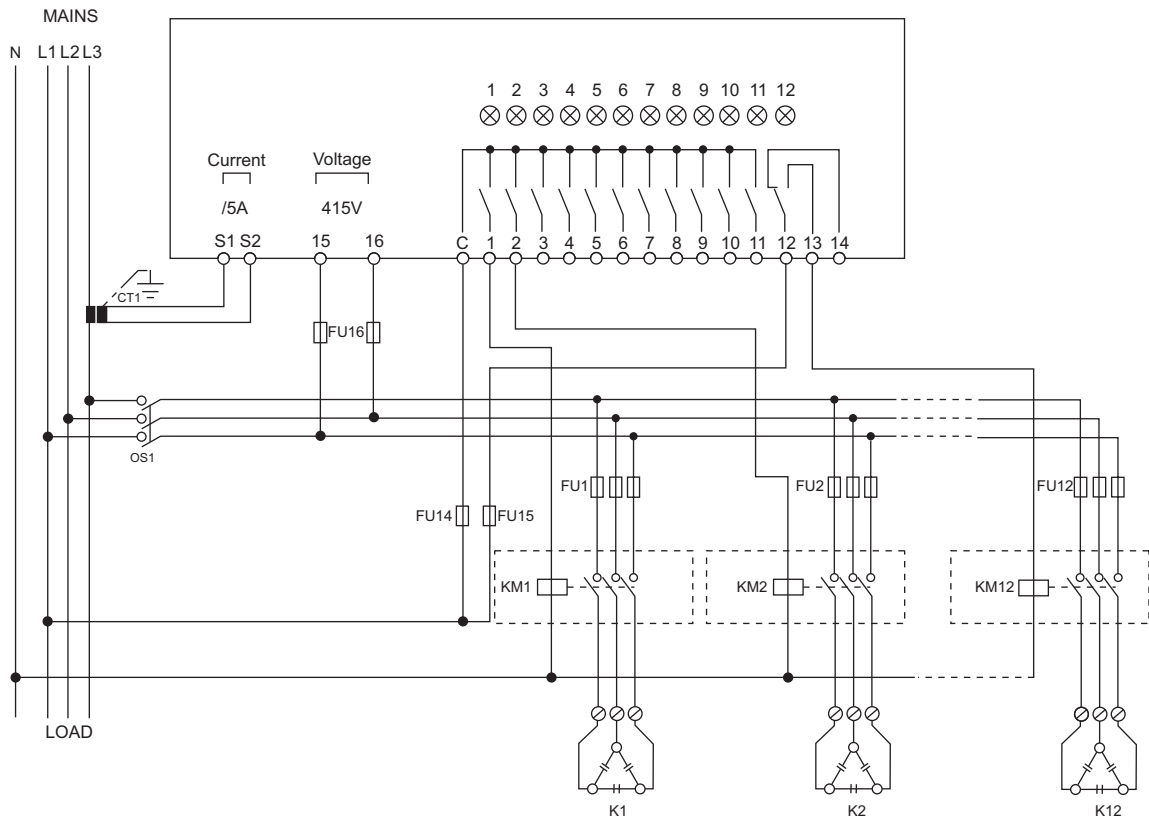 MAINS
N L1 L2 L3
1 2 3 4 5 6 7 8 9 10 11 12
Current Voltage
/5A 415V
S1 S2 15 16 C 1 2 3 4 5 6 7 8 9 10 11 12 13 14
CT1
FU16
OS1
FU1 FU2 FU12
FU14 FU15
KM1 KM2 KM12
LOAD
K1 K2 K12